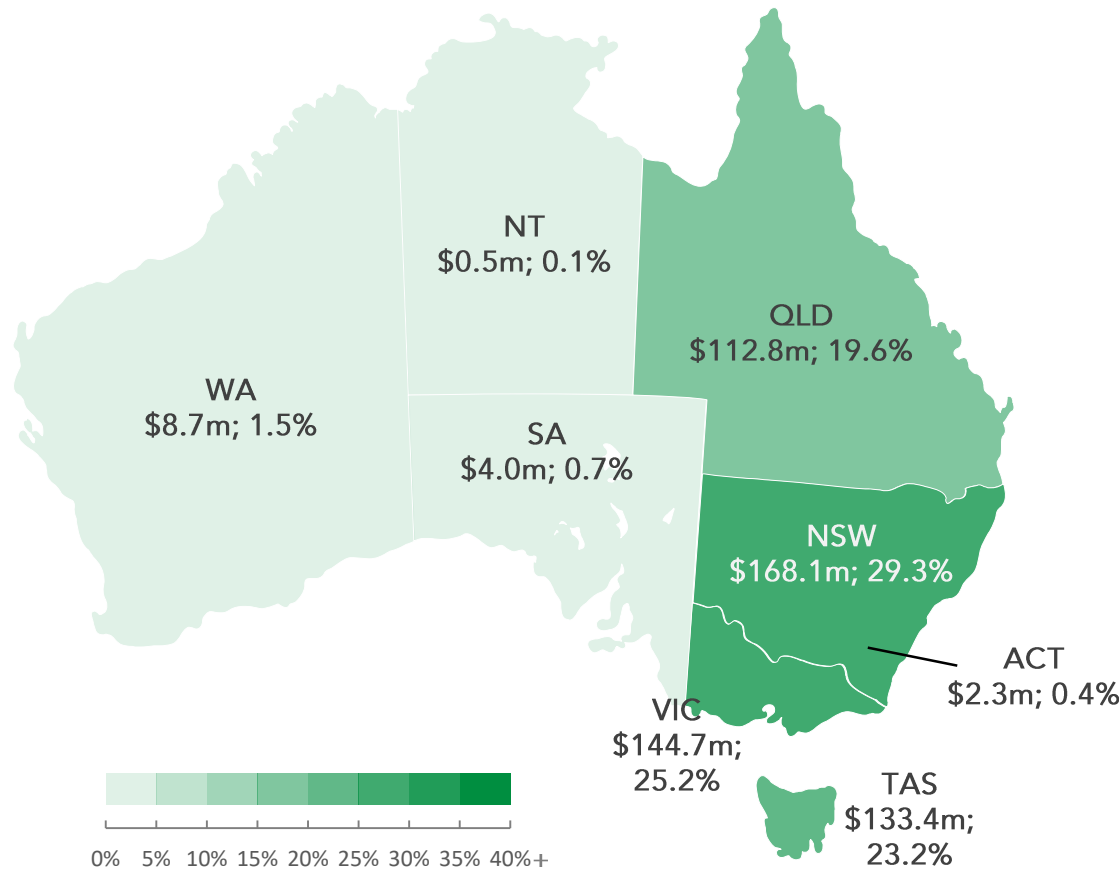 NT
$0.5m; 0.1%
QLD
$112.8m; 19.6%
WA
$8.7m; 1.5%
SA
$4.0m; 0.7%
NSW
$168.1m; 29.3%
ACT
$2.3m; 0.4%
VIC
$144.7m;
25.2%
TAS
$133.4m;
23.2%
0% 5% 10% 15% 20% 25% 30% 35% 40%+